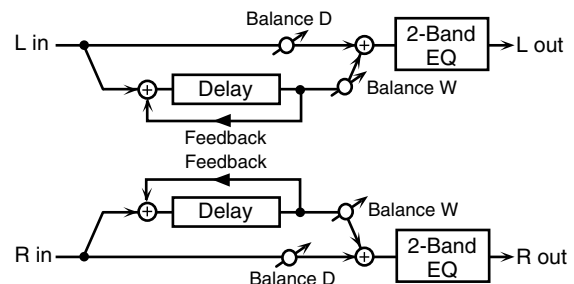 Balance D
L in
2-Band
EQ
L out
Delay
Balance W
Feedback
Feedback
Delay
Balance W
R in
2-Band
EQ
R out
Balance D